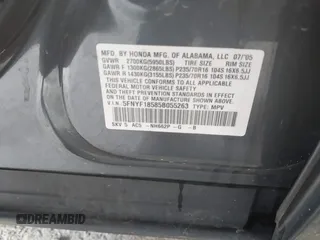 MFD. BY HONDA MFG. OF ALABAMA, LLC 07/'05
GVWR 2700KG(5950LBS) TIRE SIZE RIM SIZE
GAWR F 1300KG(2865LBS) P235/70R16 104S 16X6.5JJ
GAWR R 1430KG(3155LBS) P235/70R16 104S 16X6.5JJ
THIS VEHICLE CONFORMS TO ALL APPLICABLE
FEDERAL MOTOR VEHICLE SAFETY STANDARDS IN
EFFECT ON THE DATE OF MANUFACTURE SHOWN ABOVE.
V.I.N. 5FNYF18585B055263 TYPE: MPV
A©DREAMBID